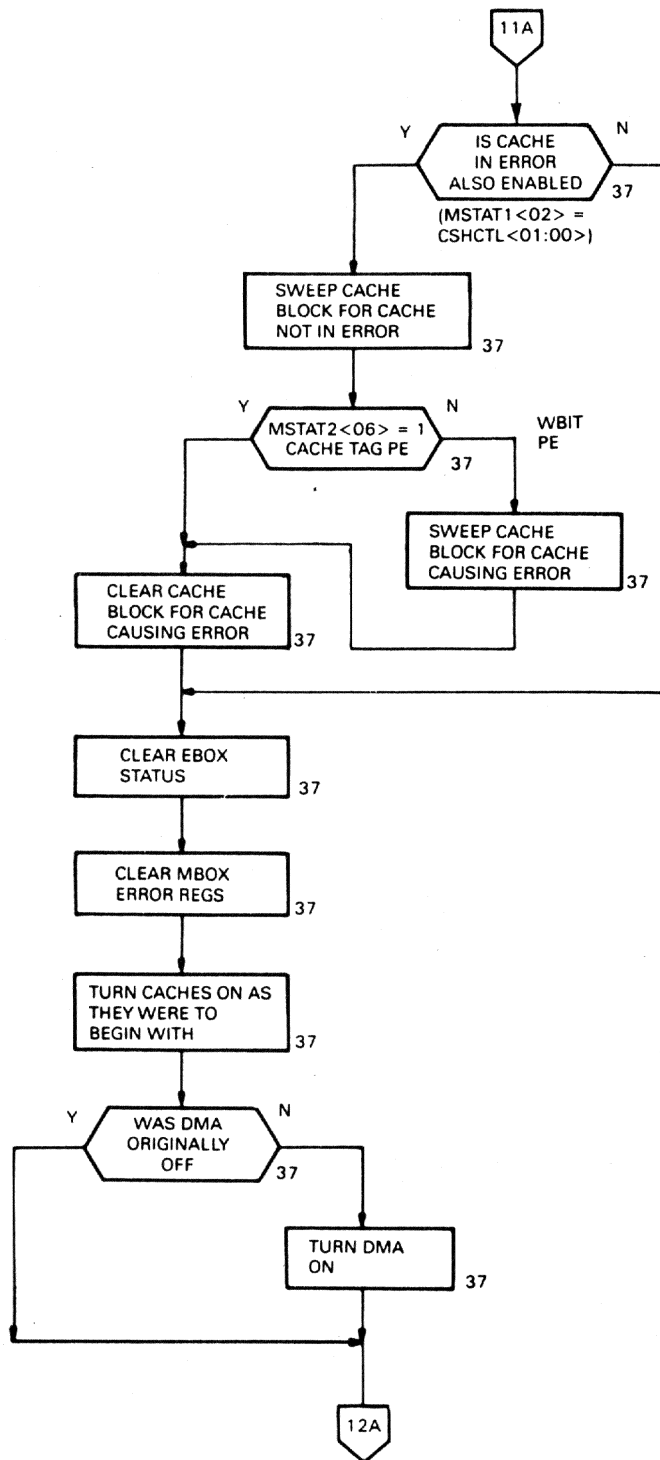 11A
Y
N
IS CACHE
IN ERROR
ALSO ENABLED
37
(MSTAT1<02> =
CSHCTL<01:00>)
SWEEP CACHE
BLOCK FOR CACHE
NOT IN ERROR
37
Y
N
MSTAT2<06> = 1
CACHE TAG PE
37
WBIT
PE
SWEEP CACHE
BLOCK FOR CACHE
CAUSING ERROR
37
CLEAR CACHE
BLOCK FOR CACHE
CAUSING ERROR
37
CLEAR EBOX
STATUS
37
CLEAR MBOX
ERROR REGS
37
TURN CACHES ON AS
THEY WERE TO
BEGIN WITH
37
Y
N
WAS DMA
ORIGINALLY
OFF
37
TURN DMA
ON
37
12A